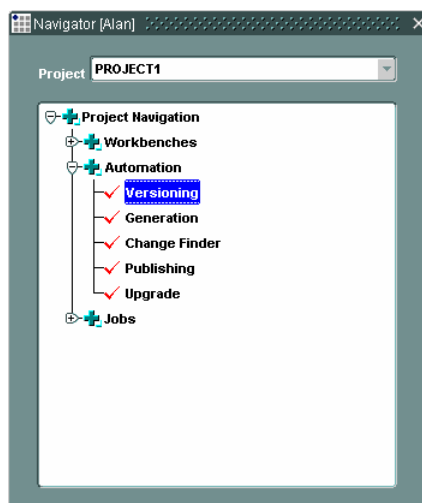 Navigator [Alan]
Project PROJECT1
Project Navigation
Workbenches
Automation
Versioning
Generation
Change Finder
Publishing
Upgrade
Jobs